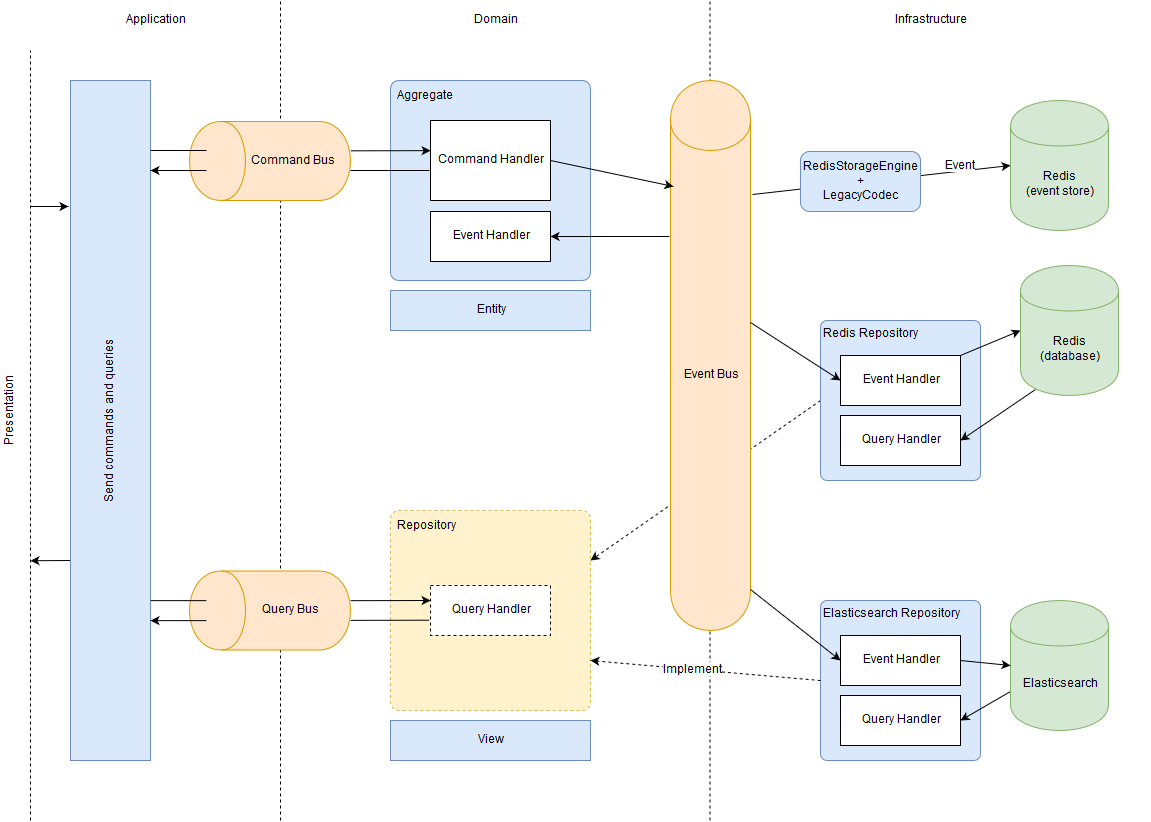 Application
Domain
Infrastructure
Presentation
Send commands and queries
Command Bus
Aggregate
Command Handler
Event Handler
Entity
Event Bus
RedisStorageEngine
+
LegacyCodec
Event
Redis
(event store)
Redis Repository
Event Handler
Query Handler
Redis
(database)
Query Bus
Repository
Query Handler
View
Implement
Elasticsearch Repository
Event Handler
Query Handler
Elasticsearch